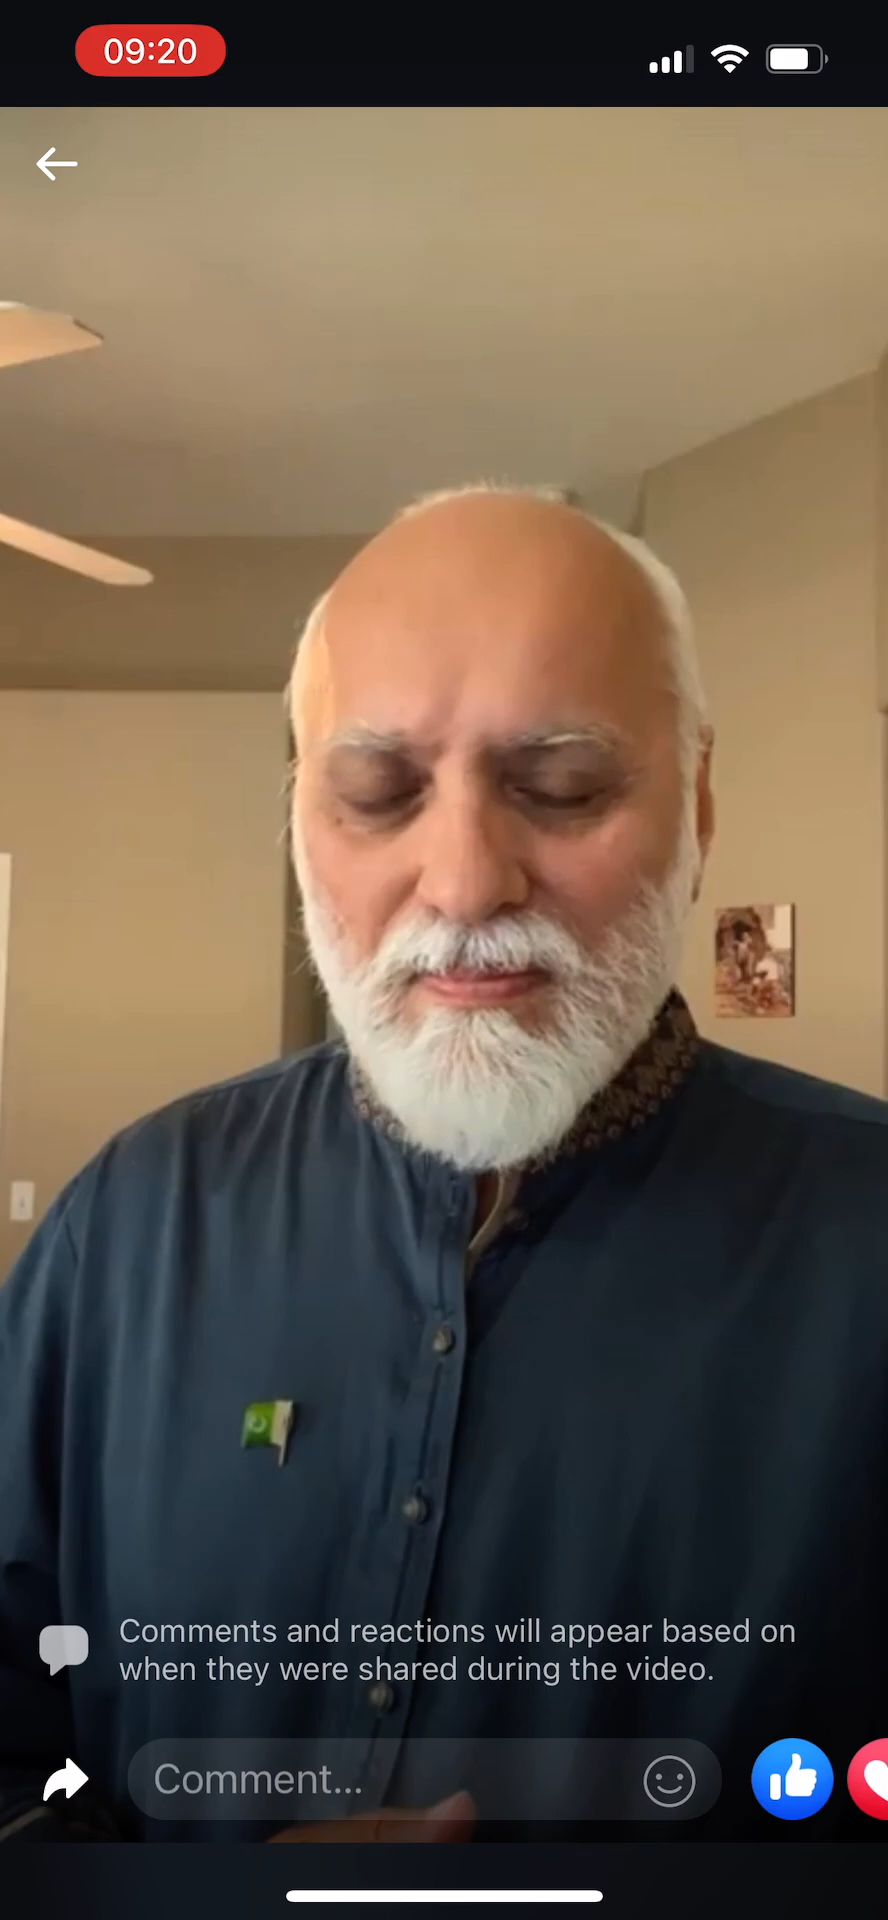 09:20
Comments and reactions will appear based on
when they were shared during the video.
Comment...